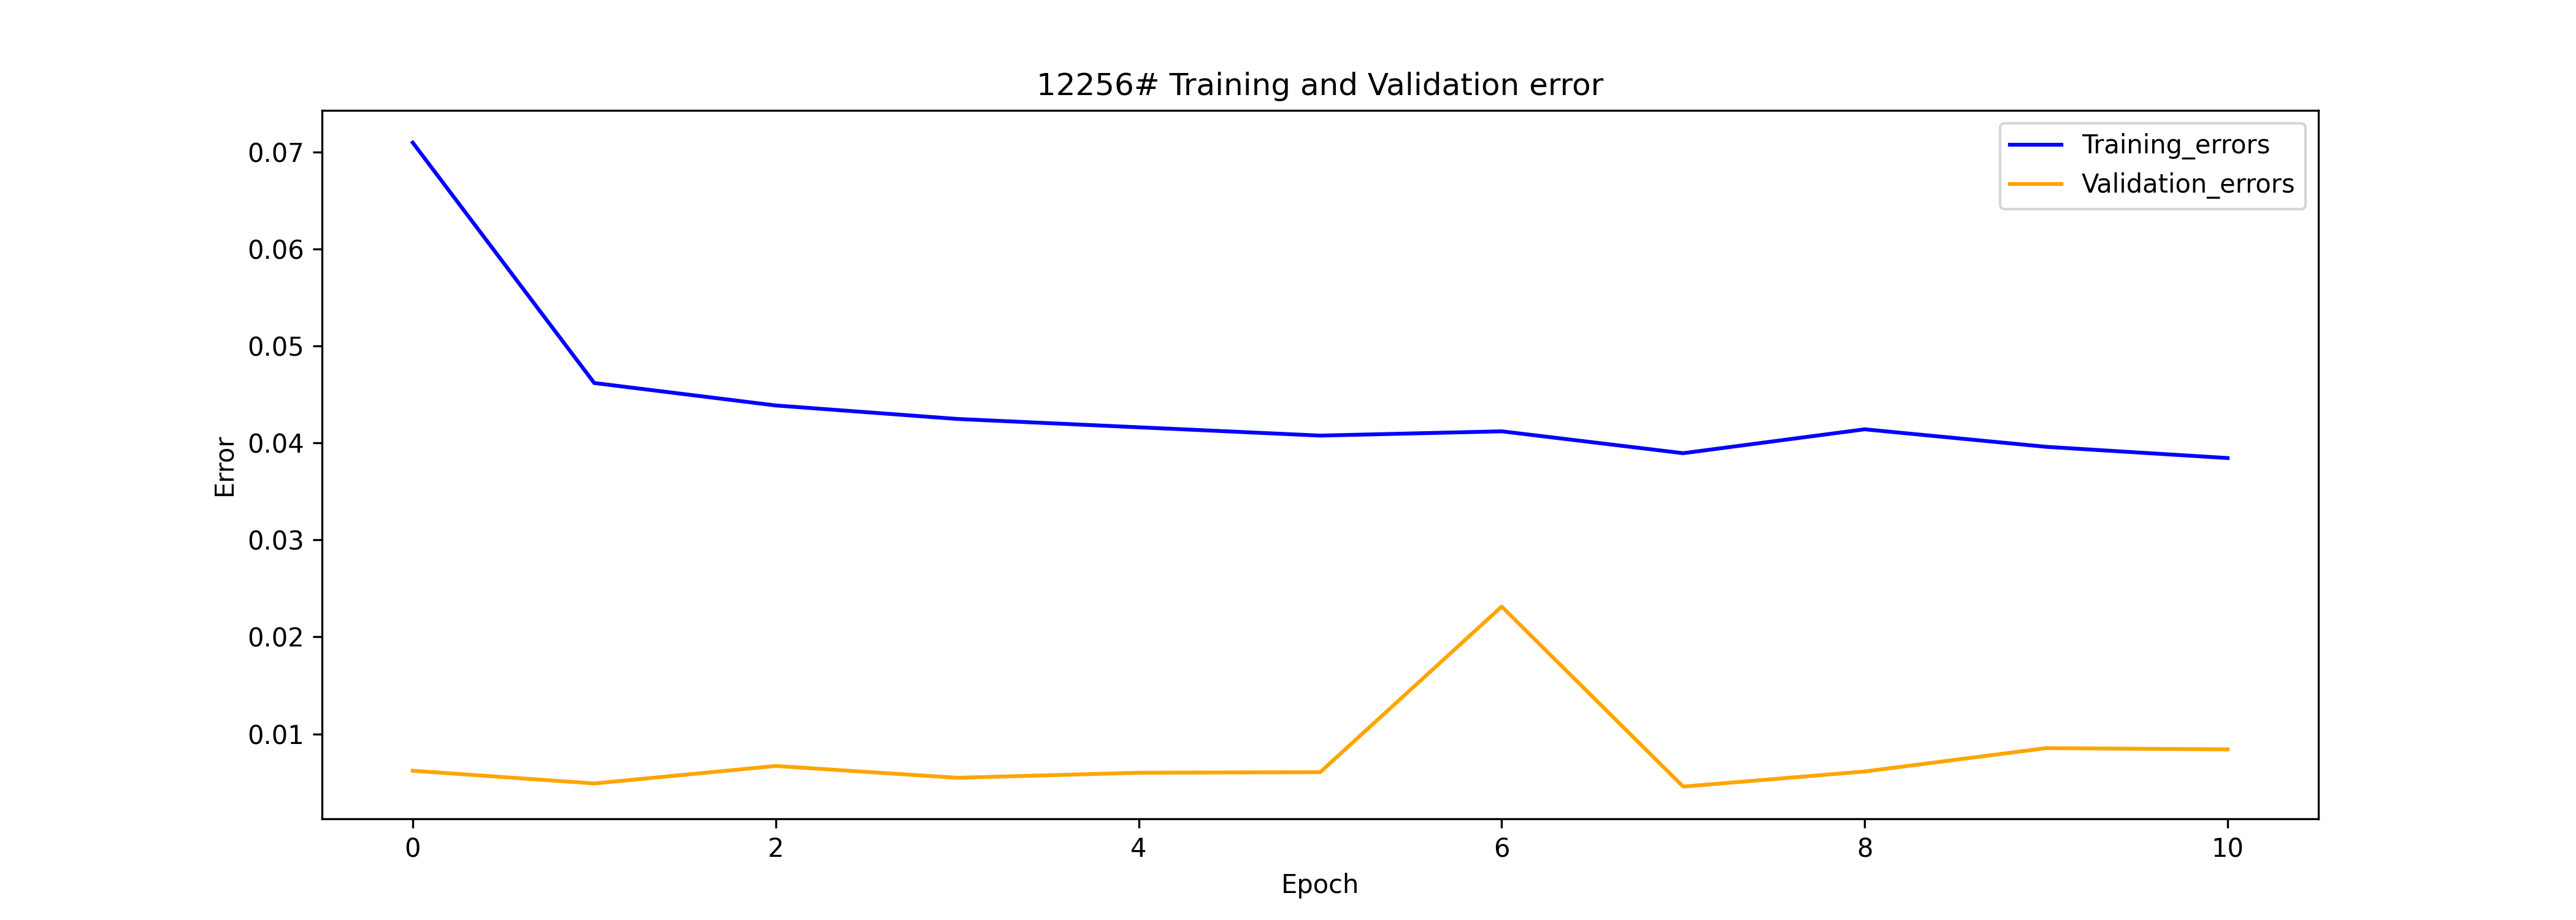 12256# Training and Validation error
Training_errors
Validation_errors
0.07
0.06
0.05
0.04
0.03
0.02
0.01
Error
0 2 4 6 8 10
Epoch